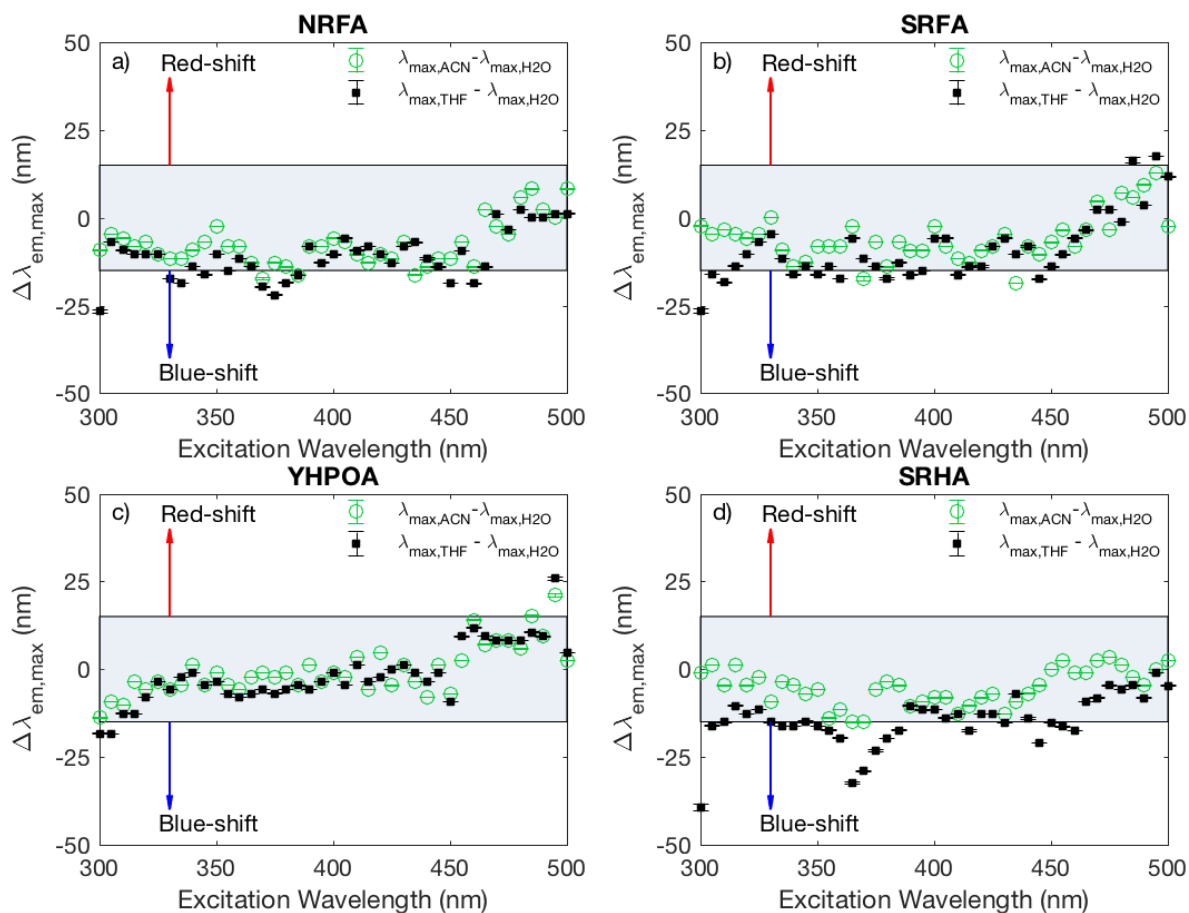 NRFA
a)
Red-shift
λmax,ACN-λmax,H2O
λmax,THF - λmax,H2O
Blue-shift
50
25
0
-25
-50
Δ λem,max (nm)
300 350 400 450 500
Excitation Wavelength (nm)
SRFA
b)
Red-shift
λmax,ACN-λmax,H2O
λmax,THF - λmax,H2O
Blue-shift
50
25
0
-25
-50
Δ λem,max (nm)
300 350 400 450 500
Excitation Wavelength (nm)
YHPOA
c)
Red-shift
λmax,ACN-λmax,H2O
λmax,THF - λmax,H2O
Blue-shift
50
25
0
-25
-50
Δ λem,max (nm)
300 350 400 450 500
Excitation Wavelength (nm)
SRHA
d)
Red-shift
λmax,ACN-λmax,H2O
λmax,THF - λmax,H2O
Blue-shift
50
25
0
-25
-50
Δ λem,max (nm)
300 350 400 450 500
Excitation Wavelength (nm)